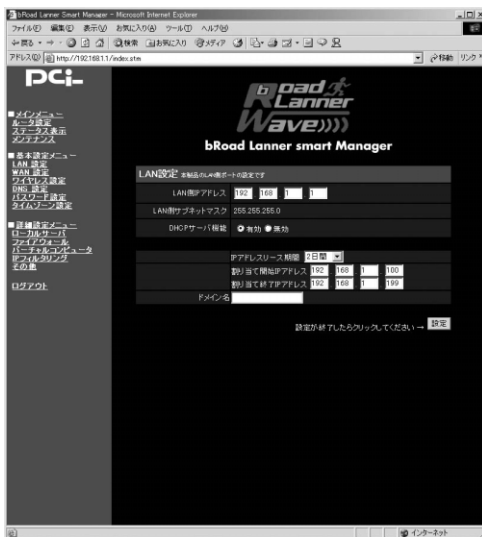 bRoad Lanner Smart Manager - Microsoft Internet Explorer
ファイル(F) 編集(E) 表示(V) お気に入り(A) ツール(T) ヘルプ(H)
戻る 検索 お気に入り メディア
アドレス(D) http://192.168.1.1/index.stm 移動 リンク
PCi
bRoad
Lanner
Wave))))
bRoad Lanner smart Manager
■メインメニュー
ルータ設定
ステータス表示
メンテナンス
■基本設定メニュー
LAN 設定
WAN 設定
ワイヤレス設定
DNS 設定
パスワード設定
タイムゾーン設定
■詳細設定メニュー
ローカルサーバ
ファイアウォール
バーチャルコンピュータ
IPフィルタリング
その他
ログアウト
LAN設定 本製品のLAN側ポートの設定です
LAN側IPアドレス 192 . 168 . 1 . 1
LAN側サブネットマスク 255.255.255.0
DHCPサーバ機能 有効 無効
IPアドレスリース期間 2日間
割り当て開始IPアドレス 192 . 168 . 1 . 100
割り当て終了IPアドレス 192 . 168 . 1 . 199
ドメイン名
設定が終了したらクリックしてください→ 設定
インターネット